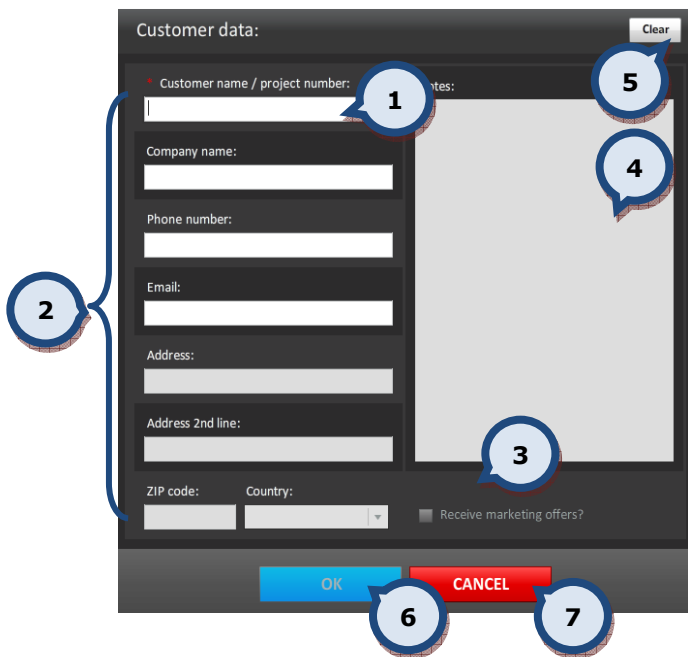 Customer data:
Clear
* Customer name / project number:
1
5
Company name:
4
Phone number:
Email:
2
Address:
Address 2nd line:
3
ZIP code: Country:
Receive marketing offers?
OK
CANCEL
6
7